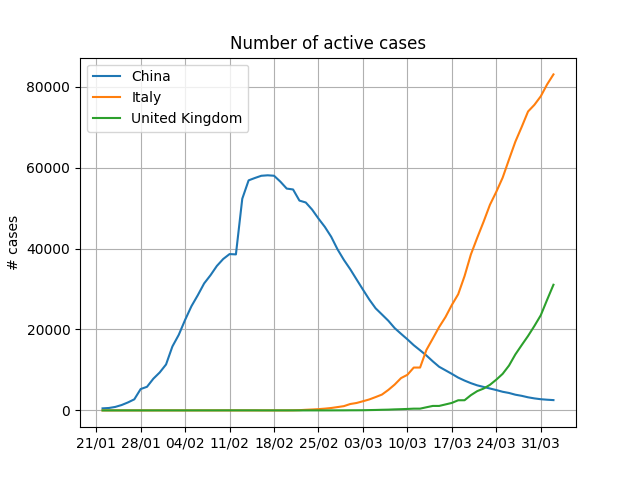 Number of active cases
China
Italy
United Kingdom
# cases
80000
60000
40000
20000
0
21/01 28/01 04/02 11/02 18/02 25/02 03/03 10/03 17/03 24/03 31/03